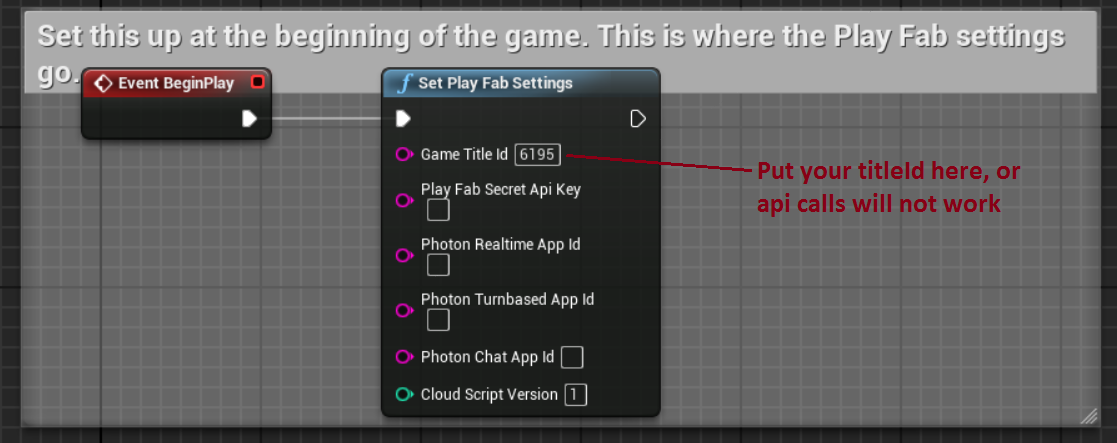 Set this up at the beginning of the game. This is where the Play Fab settings
go.
Event BeginPlay
f Set Play Fab Settings
Game Title Id 6195
Put your titleId here, or
api calls will not work
Play Fab Secret Api Key
Photon Realtime App Id
Photon Turnbased App Id
Photon Chat App Id
Cloud Script Version 1